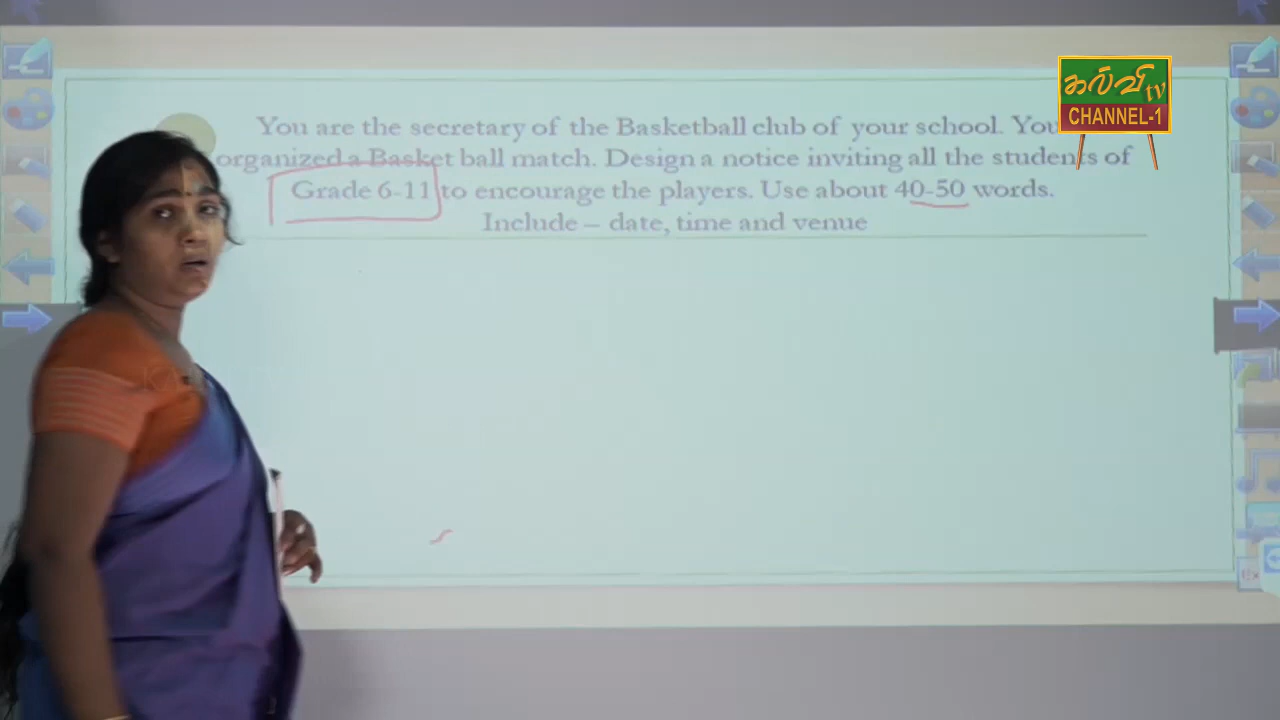 You are the secretary of the Basketball club of your school. You
organized a Basket ball match. Design a notice inviting all the students of
Grade 6-11 to encourage the players. Use about 40-50 words.
Include – date, time and venue
கல்வி tv
CHANNEL-1